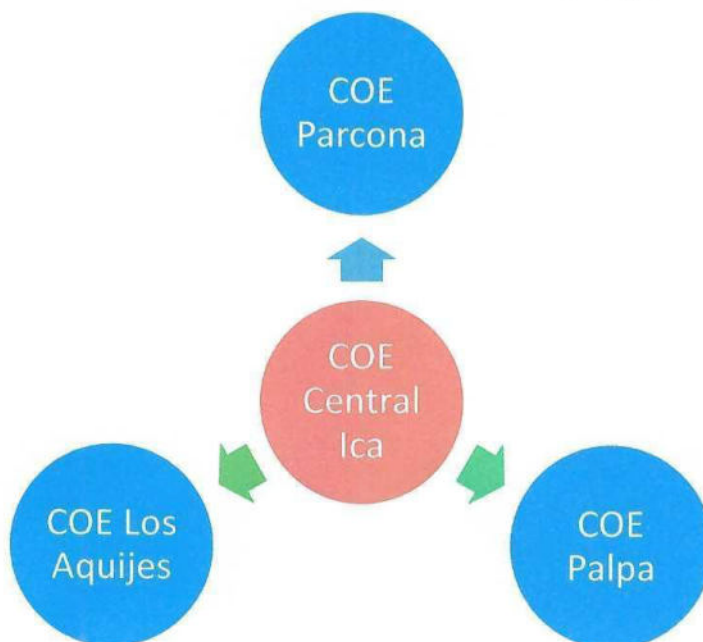 COE
Parcona
COE
Central
Ica
COE Los
Aquijes
COE
Palpa